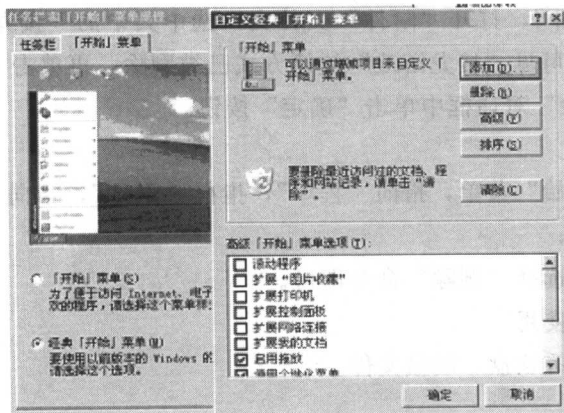 任务栏和「开始」菜单属性
任务栏 「开始」菜单
「开始」菜单(S)
为了便于访问 Internet、电子
效的程序，请选择这个菜单样
经典「开始」菜单(M)
要使用以前版本的 Windows 的
请选择这个选项。
自定义经典「开始」菜单
「开始」菜单
可以通过增减项目来自定义「
开始」菜单。
添加(D)...
删除(R)
高级(V)
排序(S)
要删除最近访问过的文档、程
序和网站记录，请单击“清
除”。
清除(C)
高级「开始」菜单选项(T):
滚动程序
扩展“图片收藏”
扩展打印机
扩展控制面板
扩展网络连接
扩展我的文档
启用拖放
使用个性化菜单
确定
取消